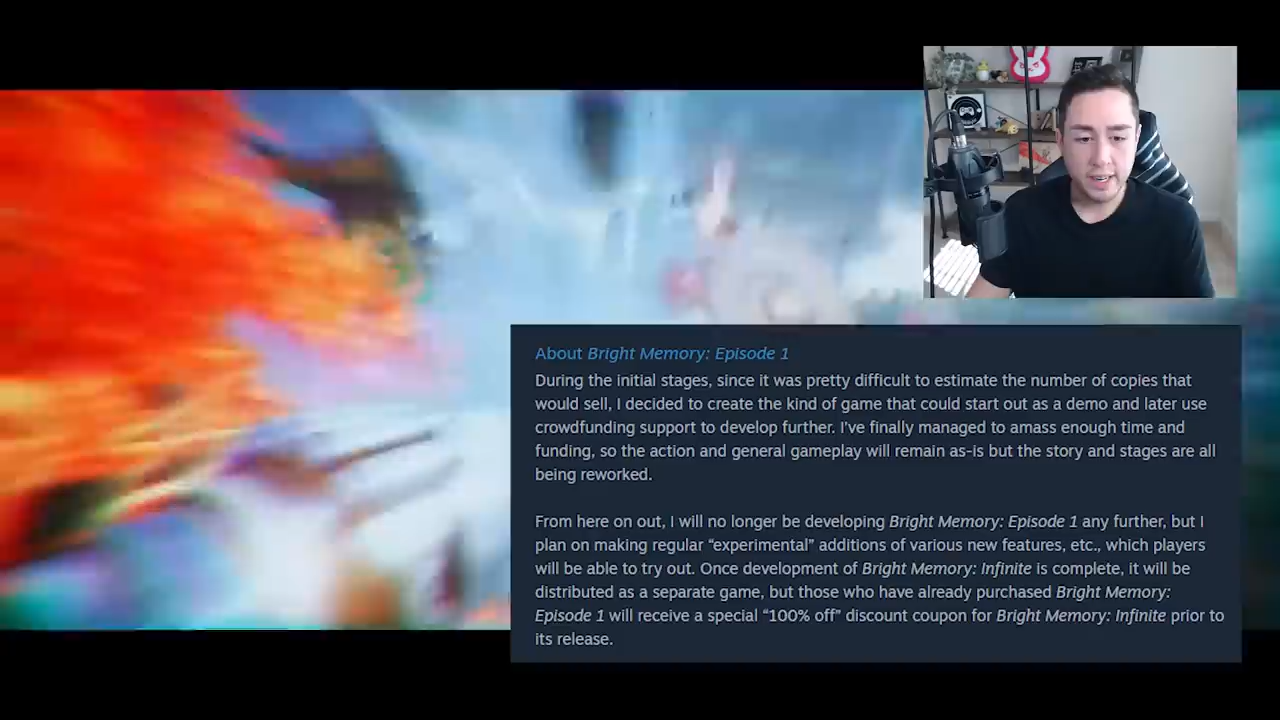 About Bright Memory: Episode 1
During the initial stages, since it was pretty difficult to estimate the number of copies that
would sell, I decided to create the kind of game that could start out as a demo and later use
crowdfunding support to develop further. I've finally managed to amass enough time and
funding, so the action and general gameplay will remain as-is but the story and stages are all
being reworked.
From here on out, I will no longer be developing Bright Memory: Episode 1 any further, but I
plan on making regular “experimental” additions of various new features, etc., which players
will be able to try out. Once development of Bright Memory: Infinite is complete, it will be
distributed as a separate game, but those who have already purchased Bright Memory:
Episode 1 will receive a special “100% off” discount coupon for Bright Memory: Infinite prior to
its release.